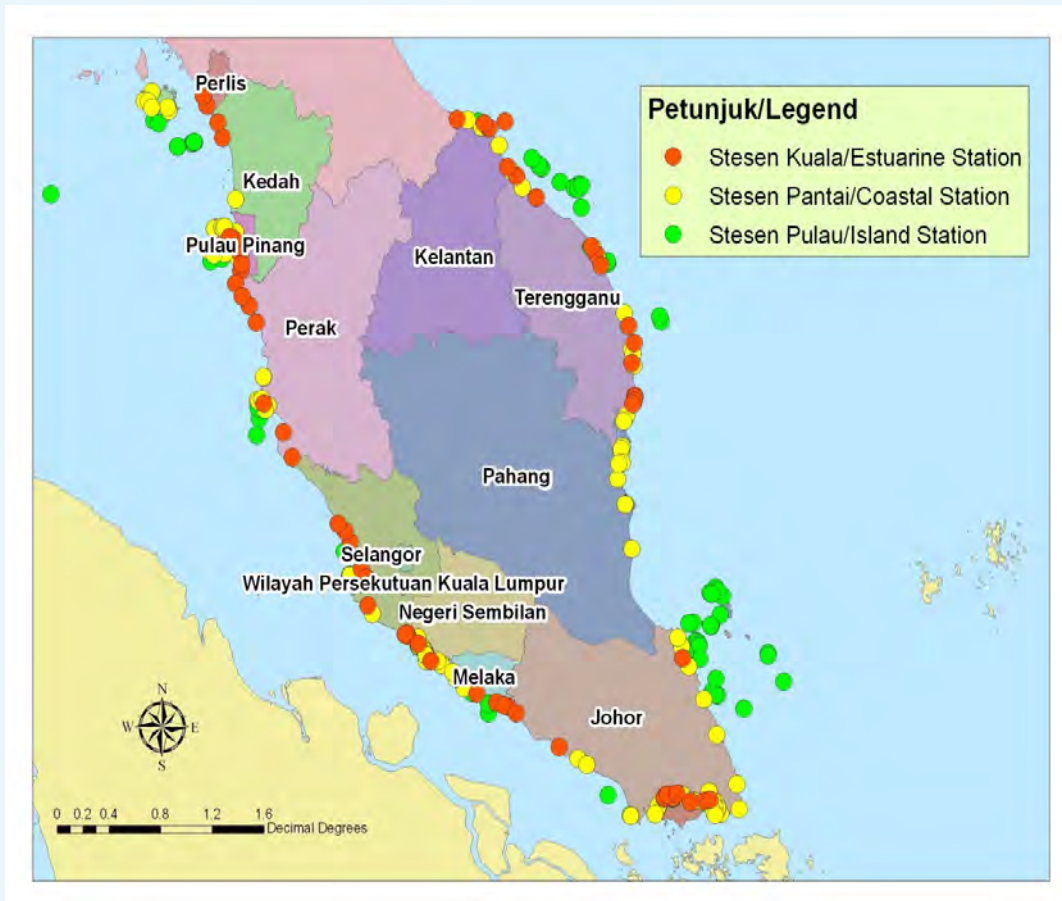 Petunjuk/Legend
Stesen Kuala/Estuarine Station
Stesen Pantai/Coastal Station
Stesen Pulau/Island Station
Perlis
Kedah
Pulau Pinang
Kelantan
Terengganu
Perak
Pahang
Selangor
Wilayah Persekutuan Kuala Lumpur
Negeri Sembilan
Melaka
Johor
N
W E
S
0 0.2 0.4 0.8 1.2 1.6
Decimal Degrees